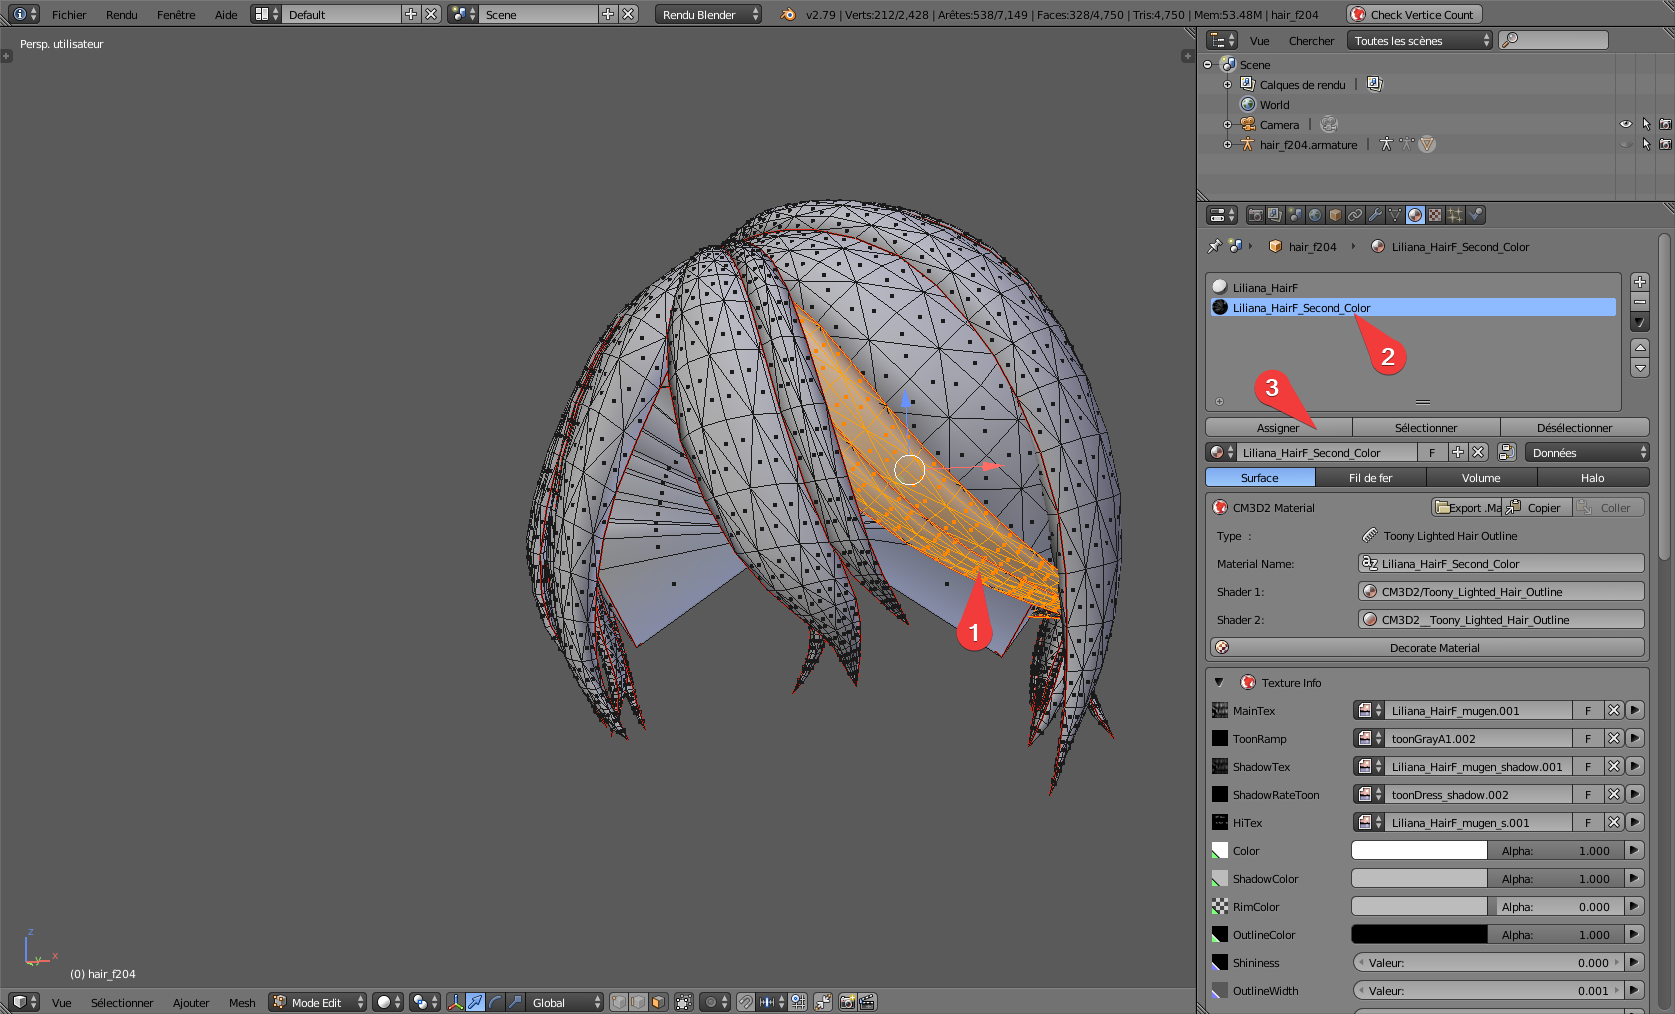 Fichier Rendu Fenêtre Aide Default Scene Rendu Blender v2.79 | Verts:212/2,428 | Arêtes:538/7,149 | Faces:328/4,750 | Tris:4,750 | Mem:53.48M | hair_f204 Check Vertice Count
Persp. utilisateur
1
(0) hair_f204
Vue Sélectionner Ajouter Mesh Mode Edit Global
z
y
x
Vue Chercher Toutes les scènes
Scene
Calques de rendu |
World
Camera |
hair_f204.armature |
hair_f204 Liliana_HairF_Second_Color
Liliana_HairF
Liliana_HairF_Second_Color
2
3
Assigner Sélectionner Désélectionner
Liliana_HairF_Second_Color F Données
Surface Fil de fer Volume Halo
CM3D2 Material Export .Ma Copier Coller
Type : Toony Lighted Hair Outline
Material Name: Liliana_HairF_Second_Color
Shader 1: CM3D2/Toony_Lighted_Hair_Outline
Shader 2: CM3D2__Toony_Lighted_Hair_Outline
Decorate Material
Texture Info
MainTex Liliana_HairF_mugen.001 F
ToonRamp toonGrayA1.002 F
ShadowTex Liliana_HairF_mugen_shadow.001 F
ShadowRateToon toonDress_shadow.002 F
HiTex Liliana_HairF_mugen_s.001 F
Color Alpha: 1.000
ShadowColor Alpha: 1.000
RimColor Alpha: 0.000
OutlineColor Alpha: 1.000
Shininess Valeur: 0.000
OutlineWidth Valeur: 0.001